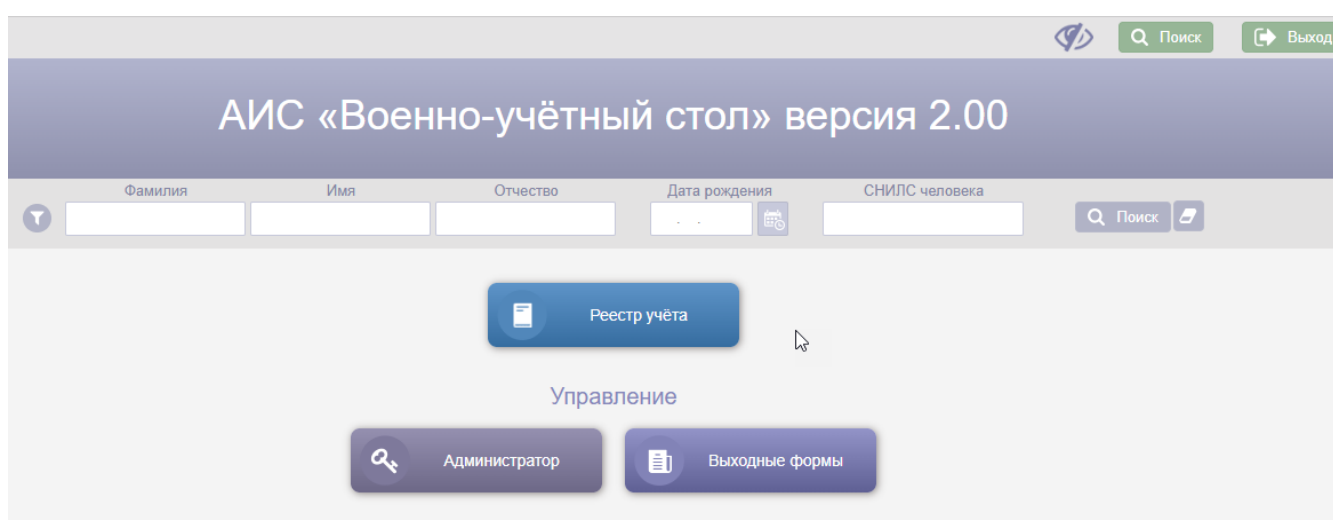 Поиск
Выход
АИС «Военно-учётный стол» версия 2.00
Фамилия Имя Отчество Дата рождения СНИЛС человека
. .
Поиск
Реестр учёта
Управление
Администратор
Выходные формы